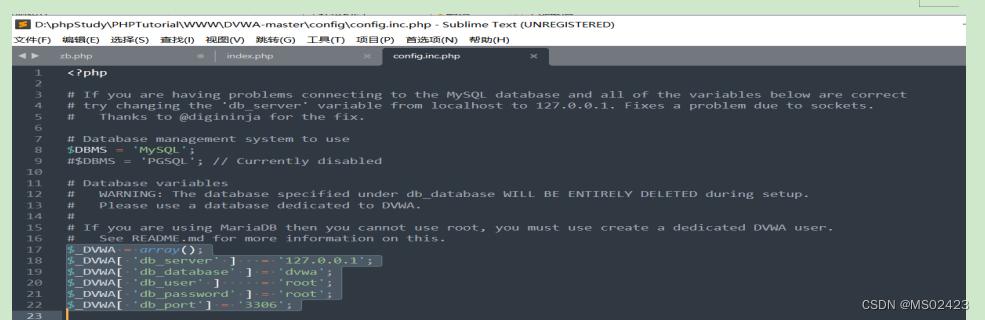 D:\phpStudy\PHPTutorial\WWW\DVWA-master\config\config.inc.php - Sublime Text (UNREGISTERED)
文件(F) 编辑(E) 选择(S) 查找(I) 视图(V) 跳转(G) 工具(T) 项目(P) 首选项(N) 帮助(H)
zb.php index.php config.inc.php
1 <?php
2
3 # If you are having problems connecting to the MySQL database and all of the variables below are correct
4 # try changing the 'db_server' variable from localhost to 127.0.0.1. Fixes a problem due to sockets.
5 #   Thanks to @digininja for the fix.
6
7 # Database management system to use
8 $DBMS = 'MySQL';
9 #$DBMS = 'PGSQL'; // Currently disabled
10
11 # Database variables
12 #   WARNING: The database specified under db_database WILL BE ENTIRELY DELETED during setup.
13 #   Please use a database dedicated to DVWA.
14 #
15 # If you are using MariaDB then you cannot use root, you must use create a dedicated DVWA user.
16 #   See README.md for more information on this.
17 $_DVWA = array();
18 $_DVWA[ 'db_server' ]   = '127.0.0.1';
19 $_DVWA[ 'db_database' ] = 'dvwa';
20 $_DVWA[ 'db_user' ]     = 'root';
21 $_DVWA[ 'db_password' ] = 'root';
22 $_DVWA[ 'db_port'] = '3306';
23
CSDN @MS02423